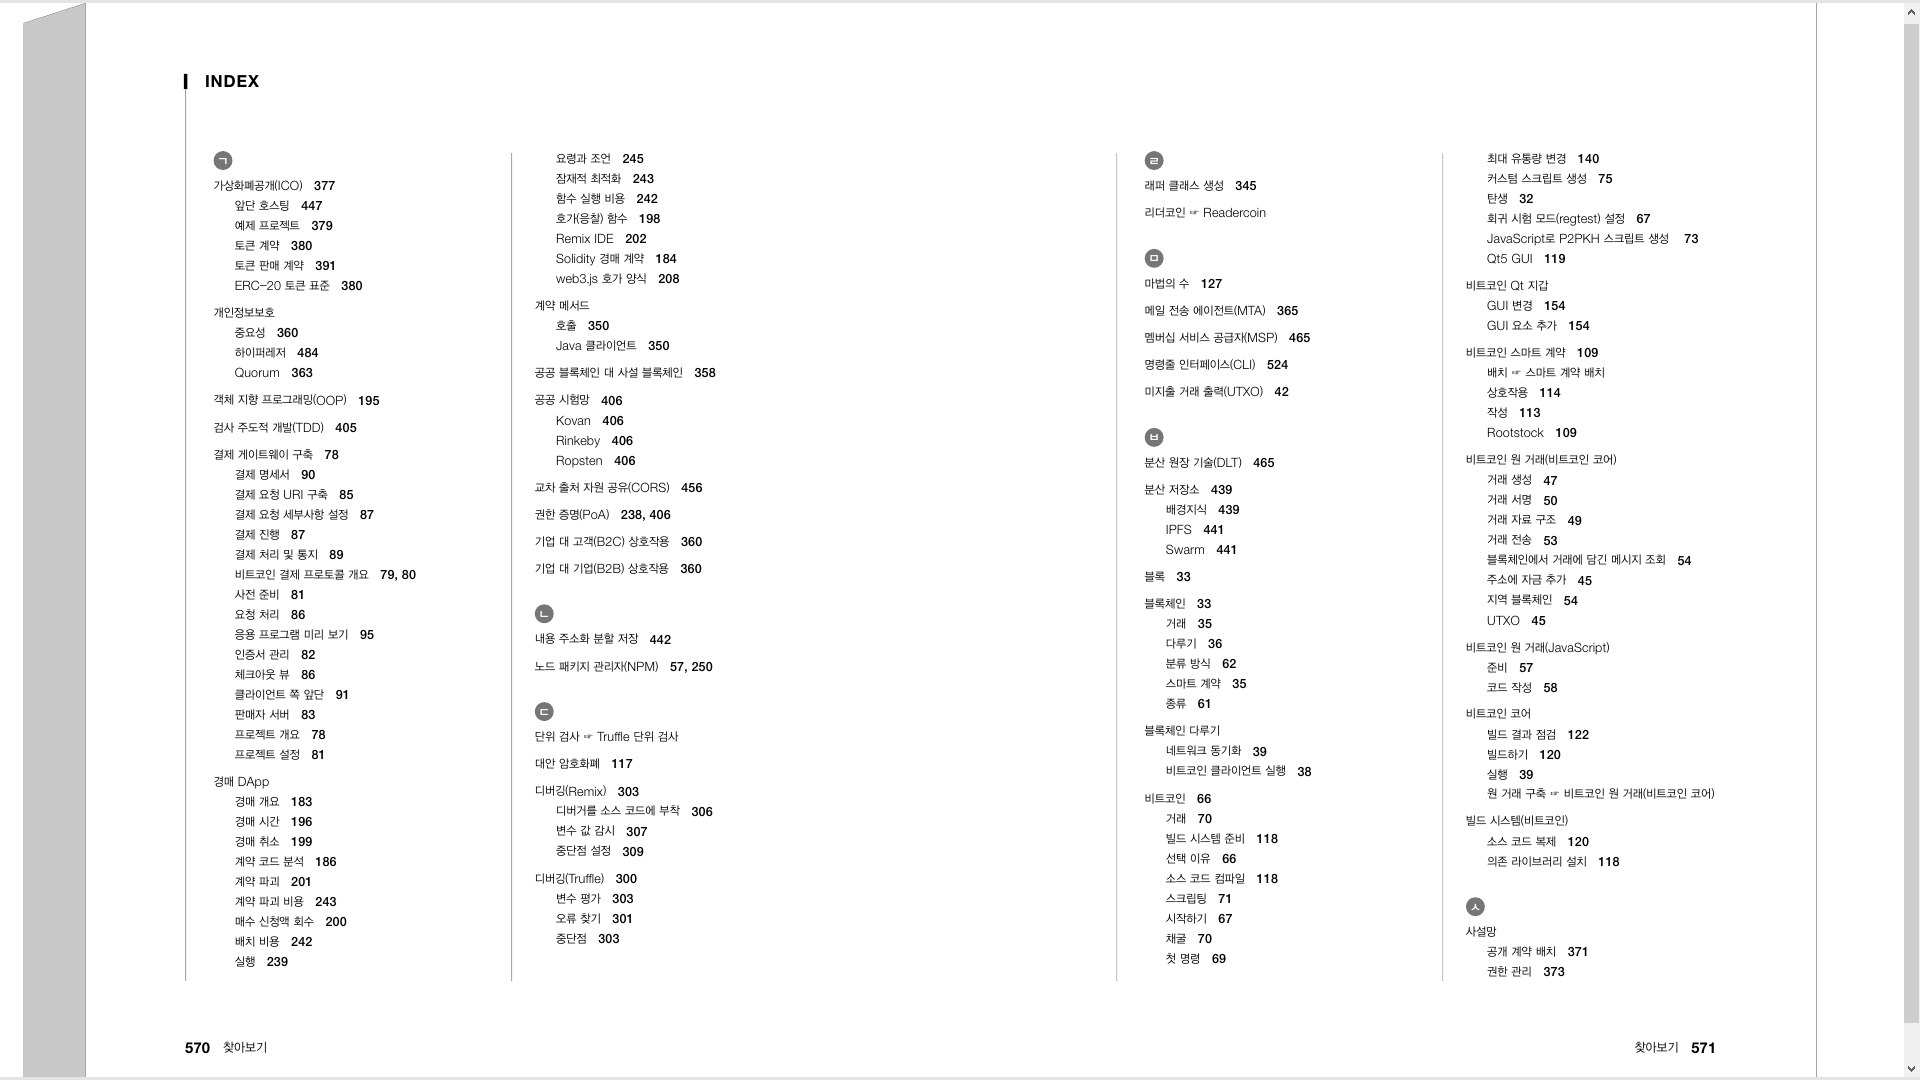 INDEX
ㄱ
가상화폐공개(ICO) 377
앞단 호스팅 447
예제 프로젝트 379
토큰 계약 380
토큰 판매 계약 391
ERC-20 토큰 표준 380
개인정보보호
중요성 360
하이퍼레저 484
Quorum 363
객체 지향 프로그래밍(OOP) 195
검사 주도적 개발(TDD) 405
결제 게이트웨이 구축 78
결제 명세서 90
결제 요청 URI 구축 85
결제 요청 세부사항 설정 87
결제 진행 87
결제 처리 및 통지 89
비트코인 결제 프로토콜 개요 79, 80
사전 준비 81
요청 처리 86
응용 프로그램 미리 보기 95
인증서 관리 82
체크아웃 뷰 86
클라이언트 쪽 앞단 91
판매자 서버 83
프로젝트 개요 78
프로젝트 설정 81
경매 DApp
경매 개요 183
경매 시간 196
경매 취소 199
계약 코드 분석 186
계약 파괴 201
계약 파괴 비용 243
매수 신청액 회수 200
배치 비용 242
실행 239
요령과 조언 245
잠재적 최적화 243
함수 실행 비용 242
호가(응찰) 함수 198
Remix IDE 202
Solidity 경매 계약 184
web3.js 호가 양식 208
계약 메서드
호출 350
Java 클라이언트 350
공공 블록체인 대 사설 블록체인 358
공공 시험망 406
Kovan 406
Rinkeby 406
Ropsten 406
교차 출처 자원 공유(CORS) 456
권한 증명(PoA) 238, 406
기업 대 고객(B2C) 상호작용 360
기업 대 기업(B2B) 상호작용 360
ㄴ
내용 주소화 분할 저장 442
노드 패키지 관리자(NPM) 57, 250
ㄷ
단위 검사 ☞ Truffle 단위 검사
대안 암호화폐 117
디버깅(Remix) 303
디버거를 소스 코드에 부착 306
변수 값 감시 307
중단점 설정 309
디버깅(Truffle) 300
변수 평가 303
오류 찾기 301
중단점 303
570 찾아보기
ㄹ
래퍼 클래스 생성 345
리더코인 ☞ Readercoin
ㅁ
마법의 수 127
메일 전송 에이전트(MTA) 365
멤버십 서비스 공급자(MSP) 465
명령줄 인터페이스(CLI) 524
미지출 거래 출력(UTXO) 42
ㅂ
분산 원장 기술(DLT) 465
분산 저장소 439
배경지식 439
IPFS 441
Swarm 441
블록 33
블록체인 33
거래 35
다루기 36
분류 방식 62
스마트 계약 35
종류 61
블록체인 다루기
네트워크 동기화 39
비트코인 클라이언트 실행 38
비트코인 66
거래 70
빌드 시스템 준비 118
선택 이유 66
소스 코드 컴파일 118
스크립팅 71
시작하기 67
채굴 70
첫 명령 69
최대 유통량 변경 140
커스텀 스크립트 생성 75
탄생 32
회귀 시험 모드(regtest) 설정 67
JavaScript로 P2PKH 스크립트 생성 73
Qt5 GUI 119
비트코인 Qt 지갑
GUI 변경 154
GUI 요소 추가 154
비트코인 스마트 계약 109
배치 ☞ 스마트 계약 배치
상호작용 114
작성 113
Rootstock 109
비트코인 원 거래(비트코인 코어)
거래 생성 47
거래 서명 50
거래 자료 구조 49
거래 전송 53
블록체인에서 거래에 담긴 메시지 조회 54
주소에 자금 추가 45
지역 블록체인 54
UTXO 45
비트코인 원 거래(JavaScript)
준비 57
코드 작성 58
비트코인 코어
빌드 결과 점검 122
빌드하기 120
실행 39
원 거래 구축 ☞ 비트코인 원 거래(비트코인 코어)
빌드 시스템(비트코인)
소스 코드 복제 120
의존 라이브러리 설치 118
ㅅ
사설망
공개 계약 배치 371
권한 관리 373
찾아보기 571